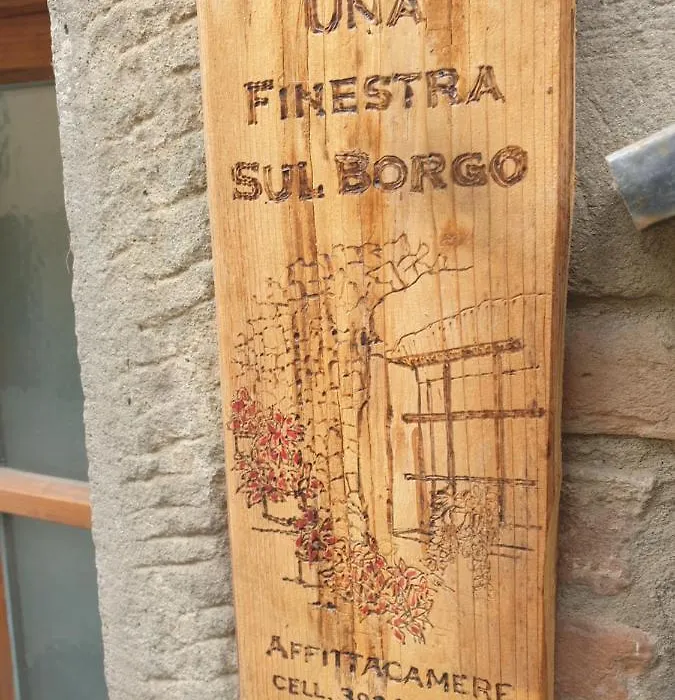 UNA
FINESTRA
SUL BORGO
AFFITTACAMERE
CELL.